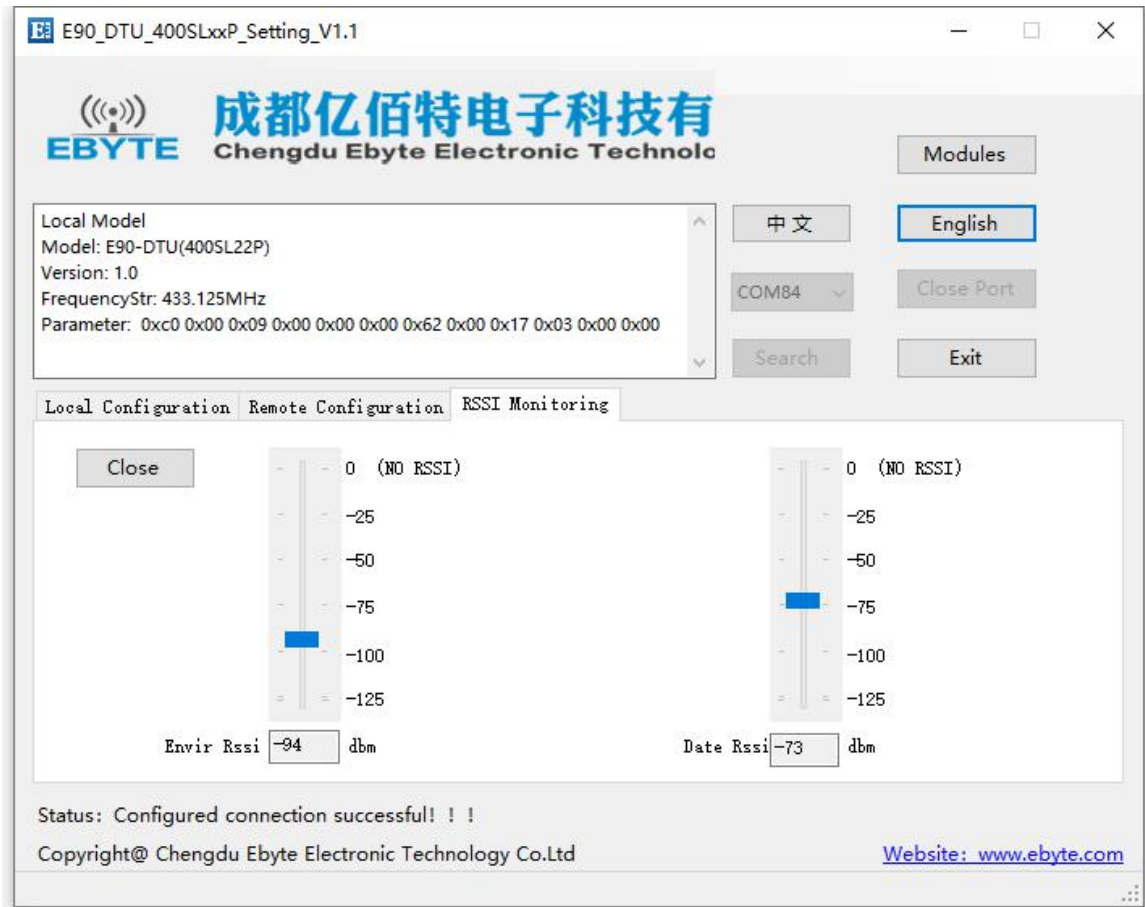 E90_DTU_400SLxxP_Setting_V1.1
EBYTE
成都亿佰特电子科技有
Chengdu Ebyte Electronic Technolo
Modules
Local Model
Model: E90-DTU(400SL22P)
Version: 1.0
FrequencyStr: 433.125MHz
Parameter: 0xc0 0x00 0x09 0x00 0x00 0x00 0x62 0x00 0x17 0x03 0x00 0x00
中文
English
COM84
Close Port
Search
Exit
Local Configuration
Remote Configuration
RSSI Monitoring
Close
0 (NO RSSI)
-25
-50
-75
-100
-125
Envir Rssi -94 dbm
0 (NO RSSI)
-25
-50
-75
-100
-125
Date Rssi -73 dbm
Status: Configured connection successful! ! !
Copyright@ Chengdu Ebyte Electronic Technology Co.Ltd
Website: www.ebyte.com